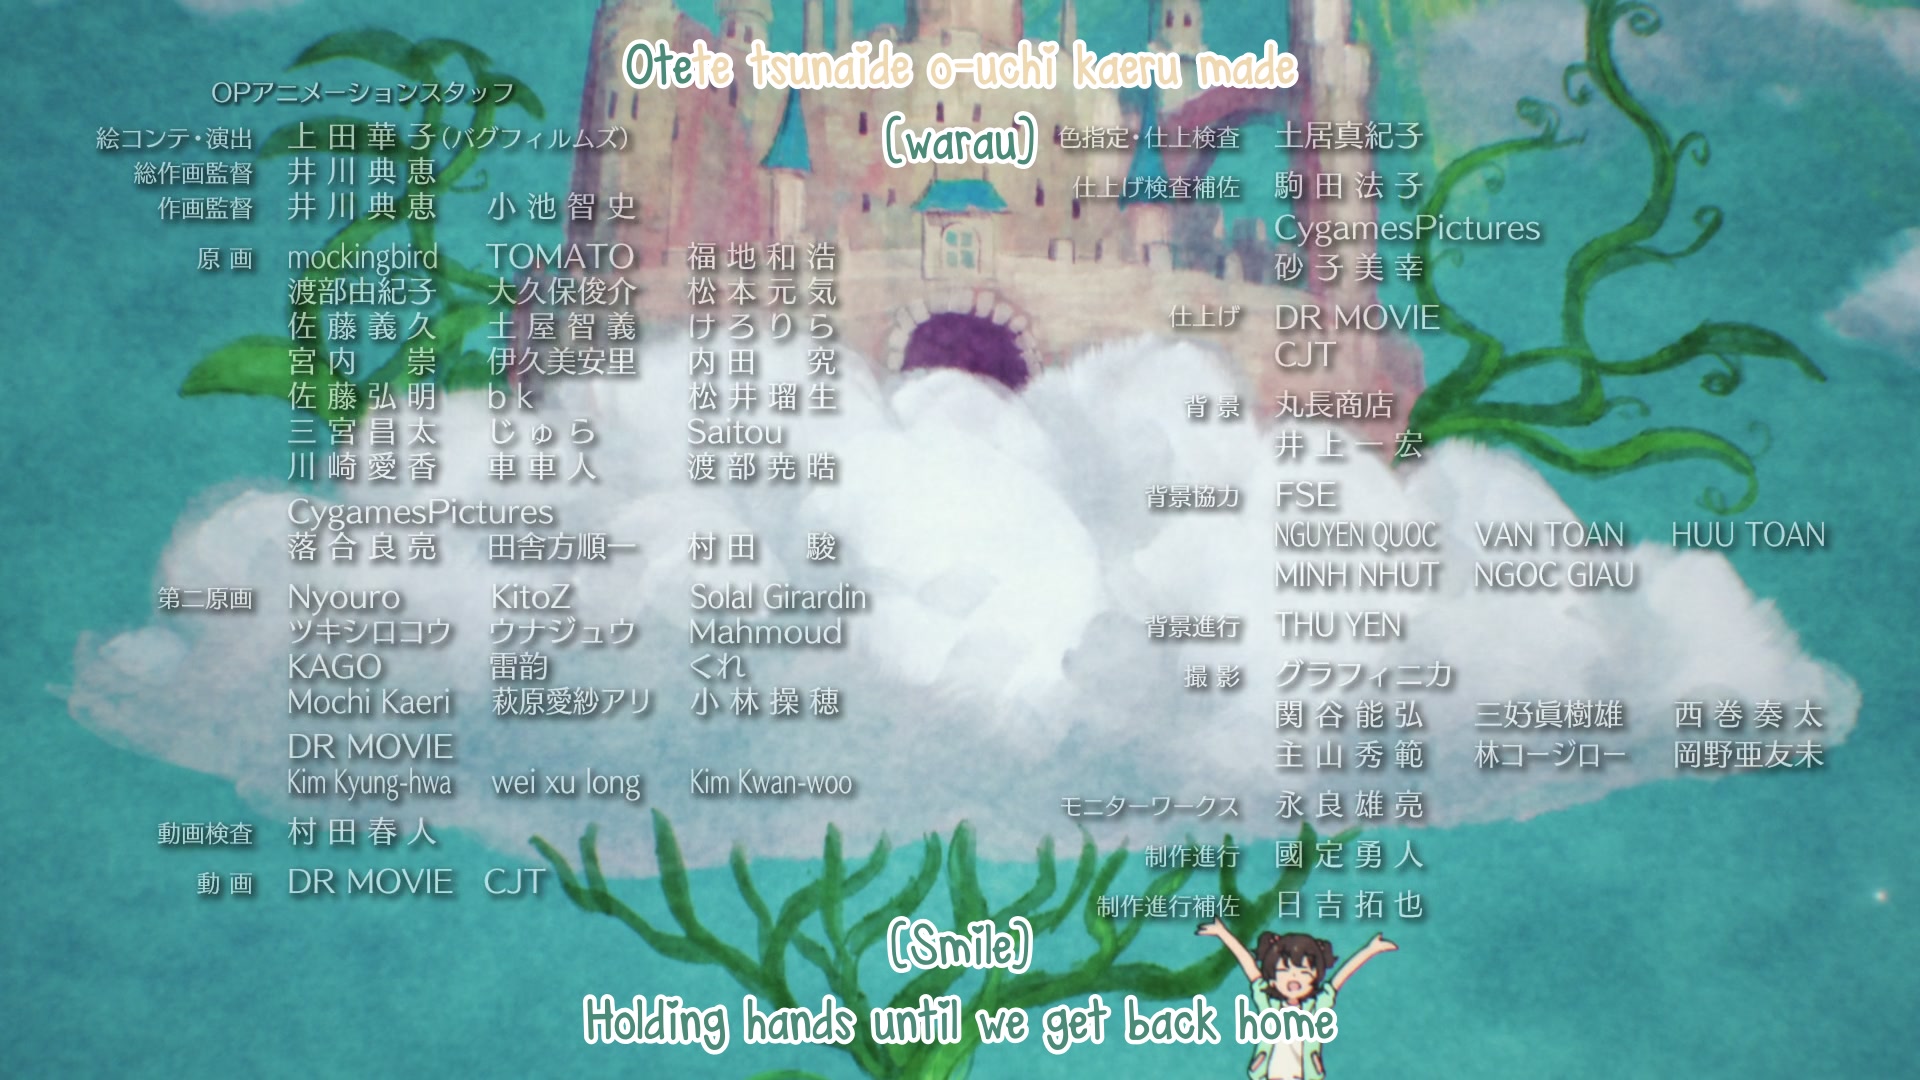 Otete tsunaide o-uchi kaeru made
(warau)
OPアニメーションスタッフ
絵コンテ・演出 上田華子(バグフィルムズ)
総作画監督 井川典恵
作画監督 井川典恵 小池智史
原画 mockingbird TOMATO 福地和浩
渡部由紀子 大久保俊介 松本元気
佐藤義久 土屋智義 けろりら
宮内崇 伊久美安里 内田究
佐藤弘明 bk 松井瑠生
三宮昌太 じゅら Saitou
川崎愛香 車車人 渡部尭晧
CygamesPictures
落合良亮 田舎方順一 村田駿
第二原画 Nyouro KitoZ Solal Girardin
ツキシロコウ ウナジュウ Mahmoud
KAGO 雷韵 くれ
Mochi Kaeri 萩原愛紗アリ 小林操穂
DR MOVIE
Kim Kyung-hwa wei xu long Kim Kwan-woo
動画検査 村田春人
動画 DR MOVIE CJT
色指定・仕上検査 土居真紀子
仕上げ検査補佐 駒田法子
CygamesPictures
砂子美幸
仕上げ DR MOVIE
CJT
背景 丸長商店
井上一宏
背景協力 FSE
NGUYEN QUOC VAN TOAN HUU TOAN
MINH NHUT NGOC GIAU
背景進行 THU YEN
撮影 グラフィニカ
関谷能弘 三好眞樹雄 西巻奏太
主山秀範 林コージロー 岡野亜友未
モニターワークス 永良雄亮
制作進行 國定勇人
制作進行補佐 日吉拓也
(Smile)
Holding hands until we get back home